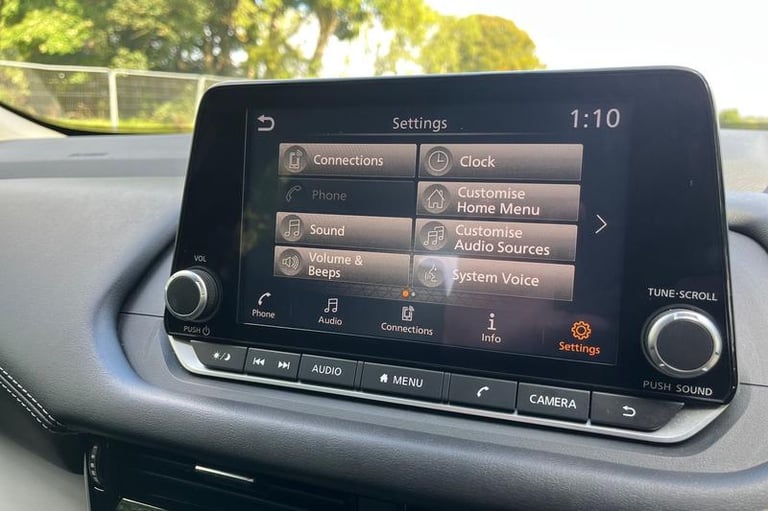 Settings
1:10
Connections
Clock
Phone
Customise
Home Menu
Sound
Customise
Audio Sources
Volume &
Beeps
System Voice
Phone
Audio
Connections
Info
Settings
VOL
PUSH
TUNE·SCROLL
PUSH SOUND
AUDIO
MENU
CAMERA